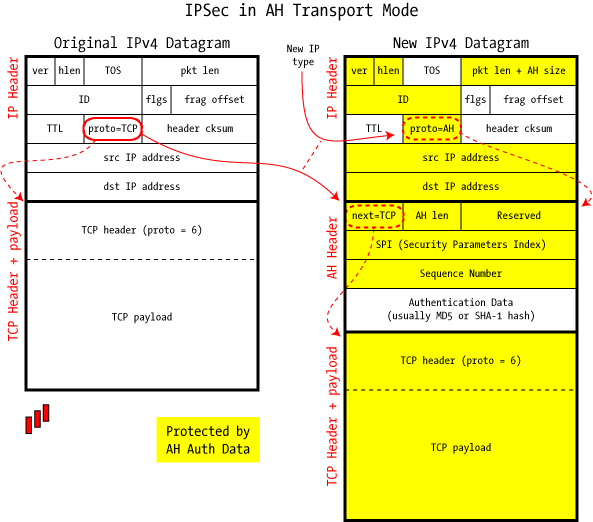 IPSec in AH Transport Mode
Original IPv4 Datagram
IP Header
ver hlen TOS pkt len
ID flgs frag offset
TTL proto=TCP header cksum
src IP address
dst IP address
TCP Header + payload
TCP header (proto = 6)
TCP payload
New IP
type
New IPv4 Datagram
IP Header
ver hlen TOS pkt len + AH size
ID flgs frag offset
TTL proto=AH header cksum
src IP address
dst IP address
AH Header
next=TCP AH len Reserved
SPI (Security Parameters Index)
Sequence Number
Authentication Data
(usually MD5 or SHA-1 hash)
TCP Header + payload
TCP header (proto = 6)
TCP payload
Protected by
AH Auth Data